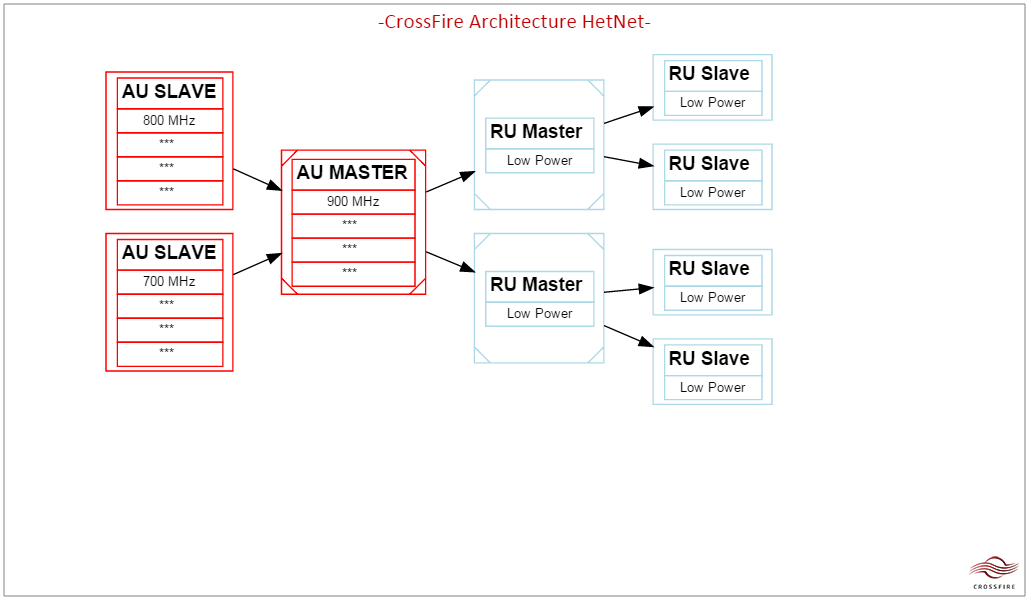 -CrossFire Architecture HetNet-
AU SLAVE
800 MHz
***
***
***
AU SLAVE
700 MHz
***
***
***
AU MASTER
900 MHz
***
***
***
RU Master
Low Power
RU Master
Low Power
RU Slave
Low Power
RU Slave
Low Power
RU Slave
Low Power
RU Slave
Low Power
CROSSFIRE